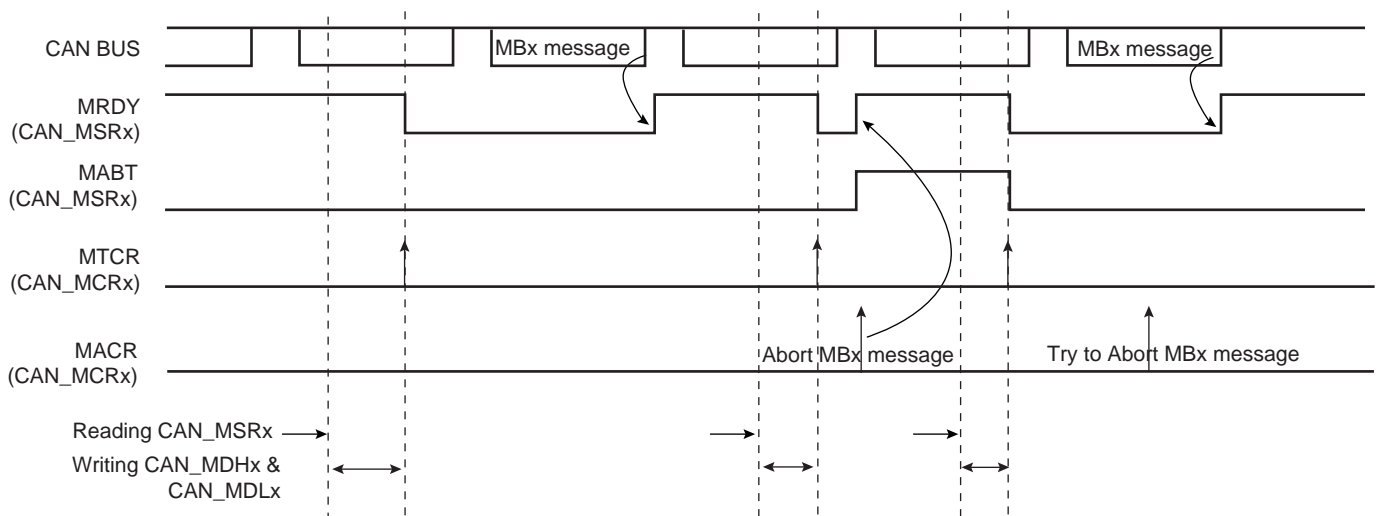 CAN BUS
MBx message
MBx message
MRDY
(CAN_MSRx)
MABT
(CAN_MSRx)
MTCR
(CAN_MCRx)
MACR
(CAN_MCRx)
Abort MBx message
Try to Abort MBx message
Reading CAN_MSRx
Writing CAN_MDHx &
CAN_MDLx